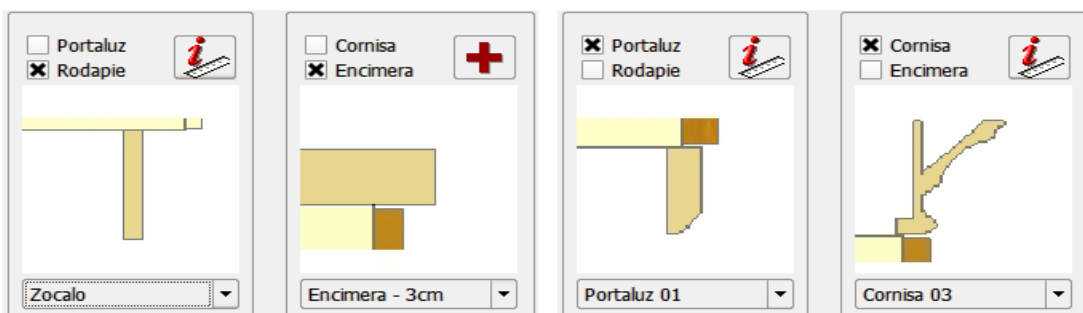 Portaluz
Rodapie
Zocalo
Cornisa
Encimera
Encimera - 3cm
Portaluz
Rodapie
Portaluz 01
Cornisa
Encimera
Cornisa 03